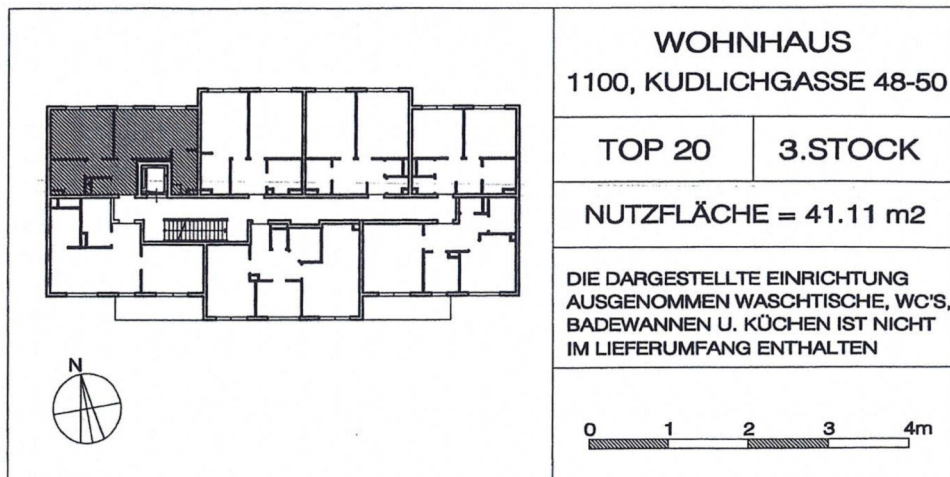 WOHNHAUS
1100, KUDLICHGASSE 48-50
TOP 20
3.STOCK
NUTZFLÄCHE = 41.11 m2
DIE DARGESTELLTE EINRICHTUNG
AUSGENOMMEN WASCHTISCHE, WC'S,
BADEWANNEN U. KÜCHEN IST NICHT
IM LIEFERUMFANG ENTHALTEN
N
0 1 2 3 4m